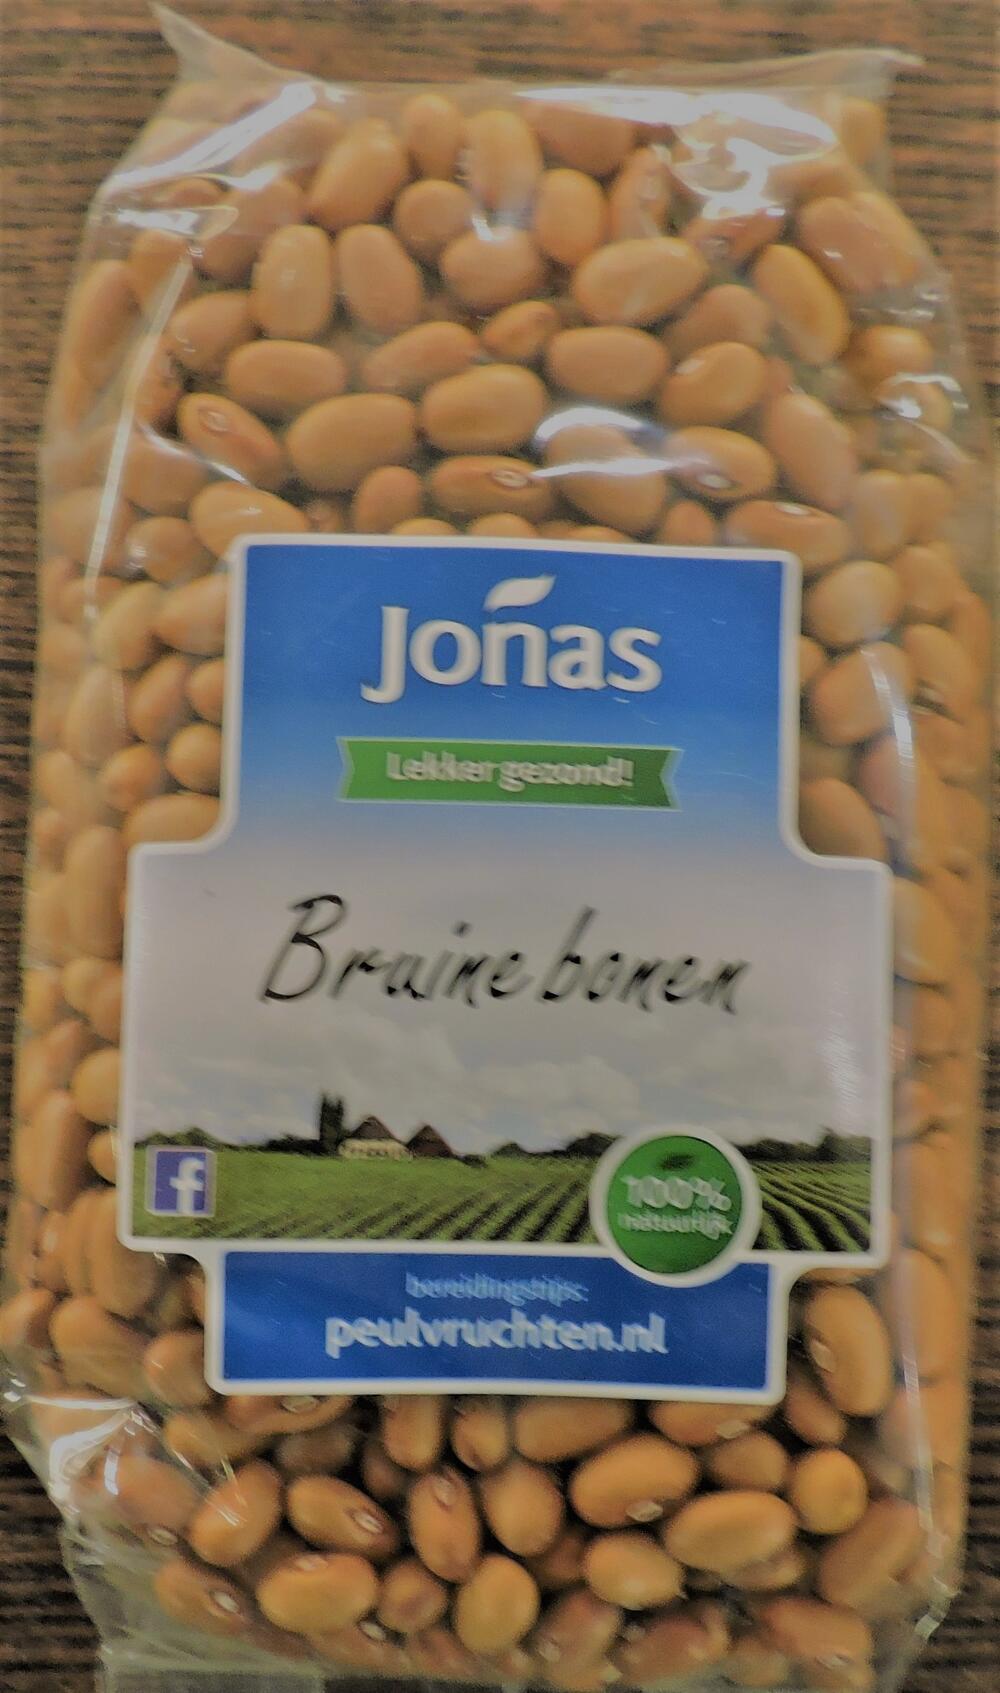 Jonas
Lekker gezond!
Bruine bonen
f
100%
natuurlijk
bereidingstips:
peulvruchten.nl